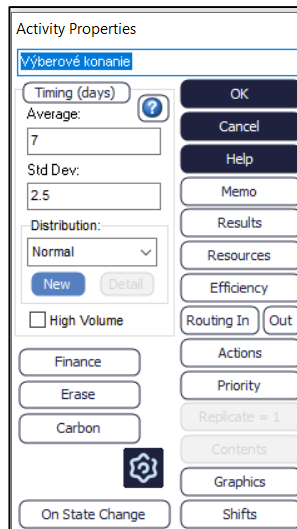 Activity Properties
Výberové konanie
Timing (days)
?
Average:
7
Std Dev:
2.5
Distribution:
Normal
New
Detail
High Volume
Finance
Erase
Carbon
On State Change
OK
Cancel
Help
Memo
Results
Resources
Efficiency
Routing In
Out
Actions
Priority
Replicate = 1
Contents
Graphics
Shifts